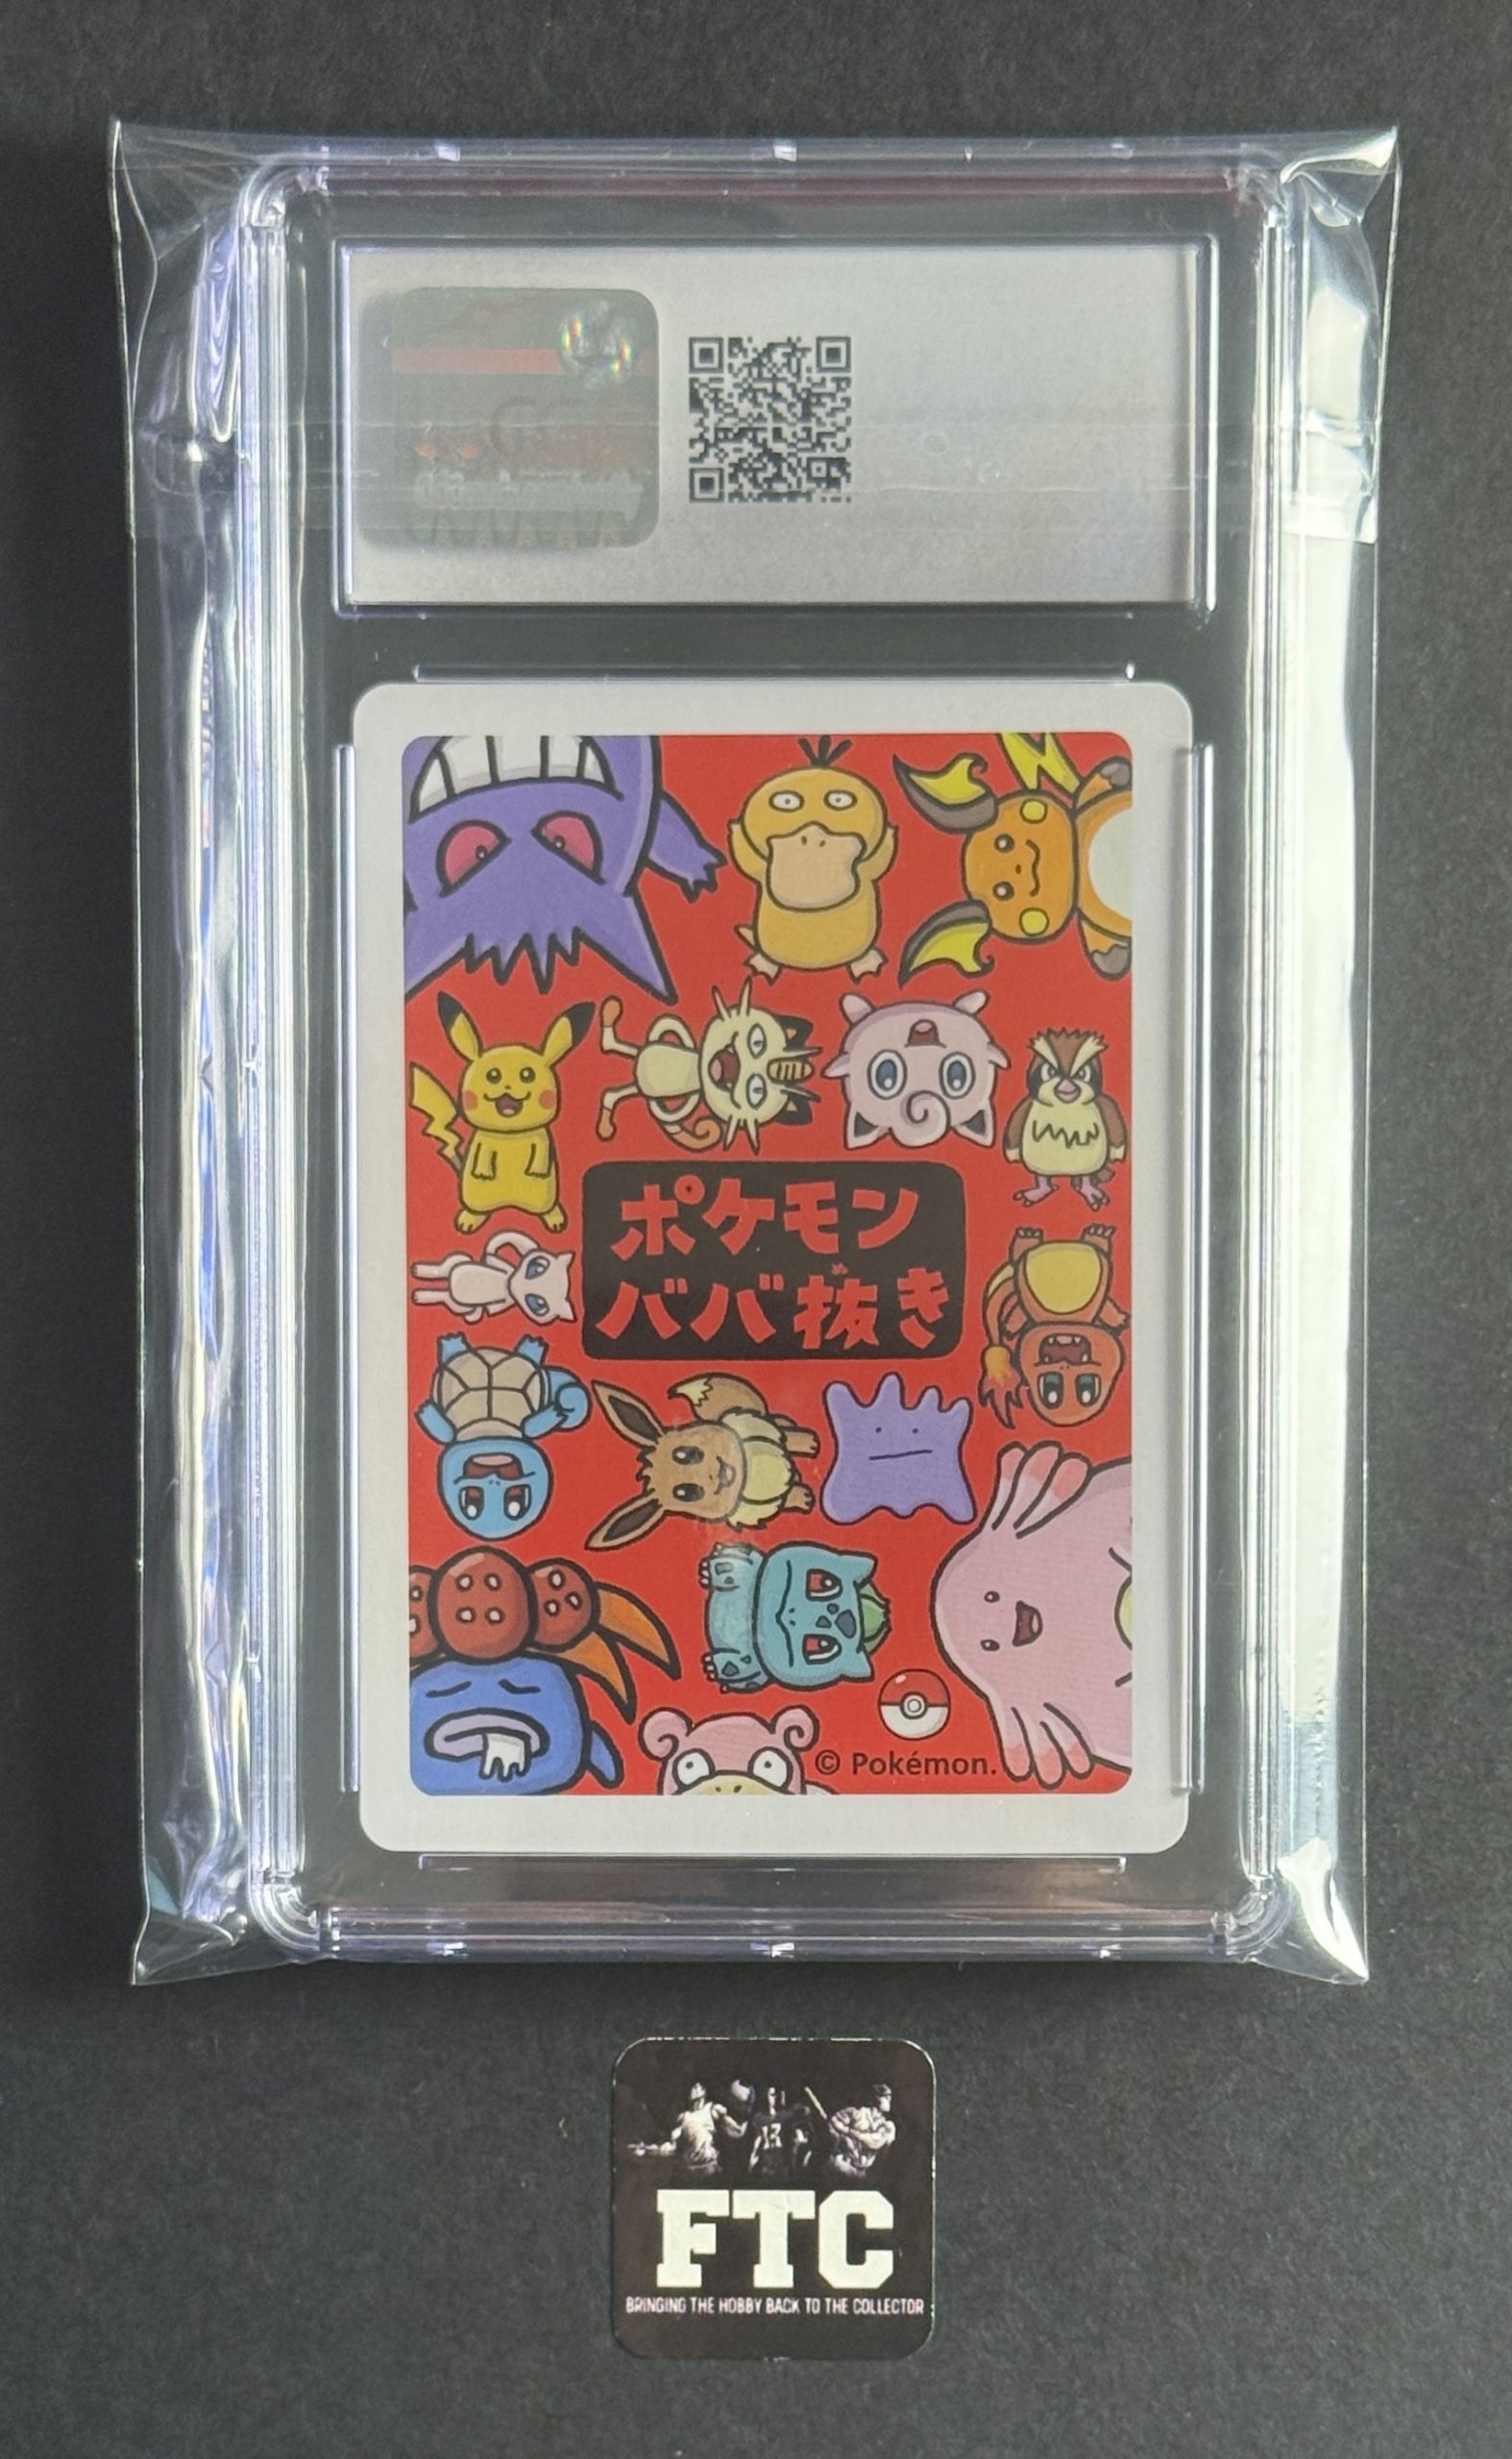 ポケモン
ババ抜き
© Pokémon.
FTC
BRINGING THE HOBBY BACK TO THE COLLECTOR